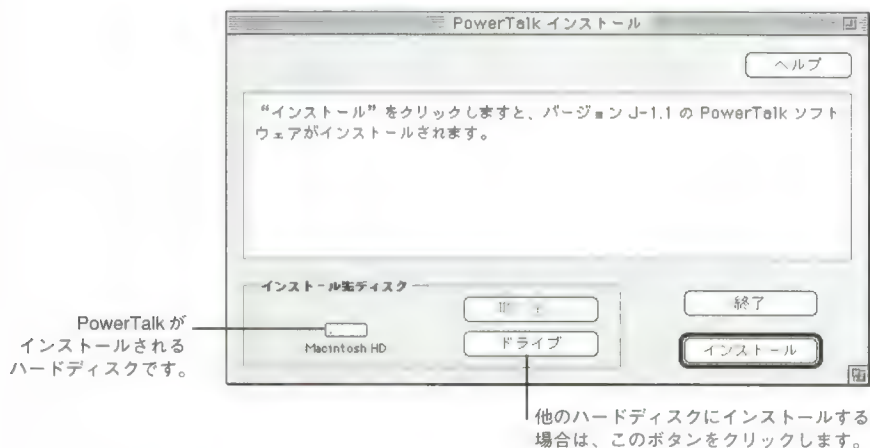 PowerTalk インストール
ヘルプ
“インストール”をクリックしますと、バージョン J-1.1 の PowerTalk ソフト
ウェアがインストールされます。
インストール先ディスク
Macintosh HD
ドライブ
終了
インストール
PowerTalk が
インストールされる
ハードディスクです。
他のハードディスクにインストールする
場合は、このボタンをクリックします。